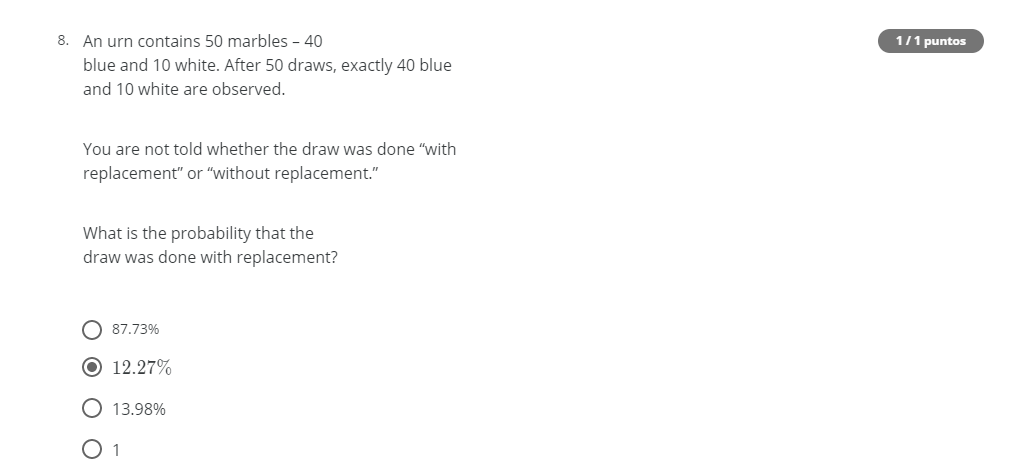 8. An urn contains 50 marbles – 40
1 / 1 puntos
blue and 10 white. After 50 draws, exactly 40 blue
and 10 white are observed.
You are not told whether the draw was done “with
replacement” or “without replacement.”
What is the probability that the
draw was done with replacement?
87.73%
12.27%
13.98%
1